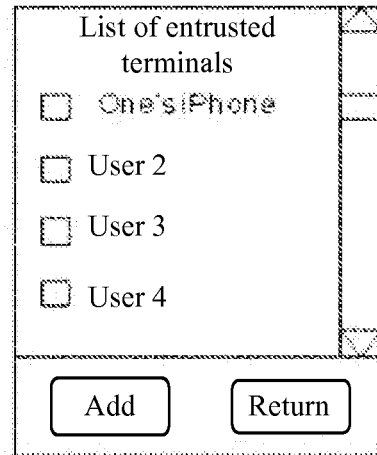 List of entrusted
terminals
One's iPhone
User 2
User 3
User 4
Add
Return